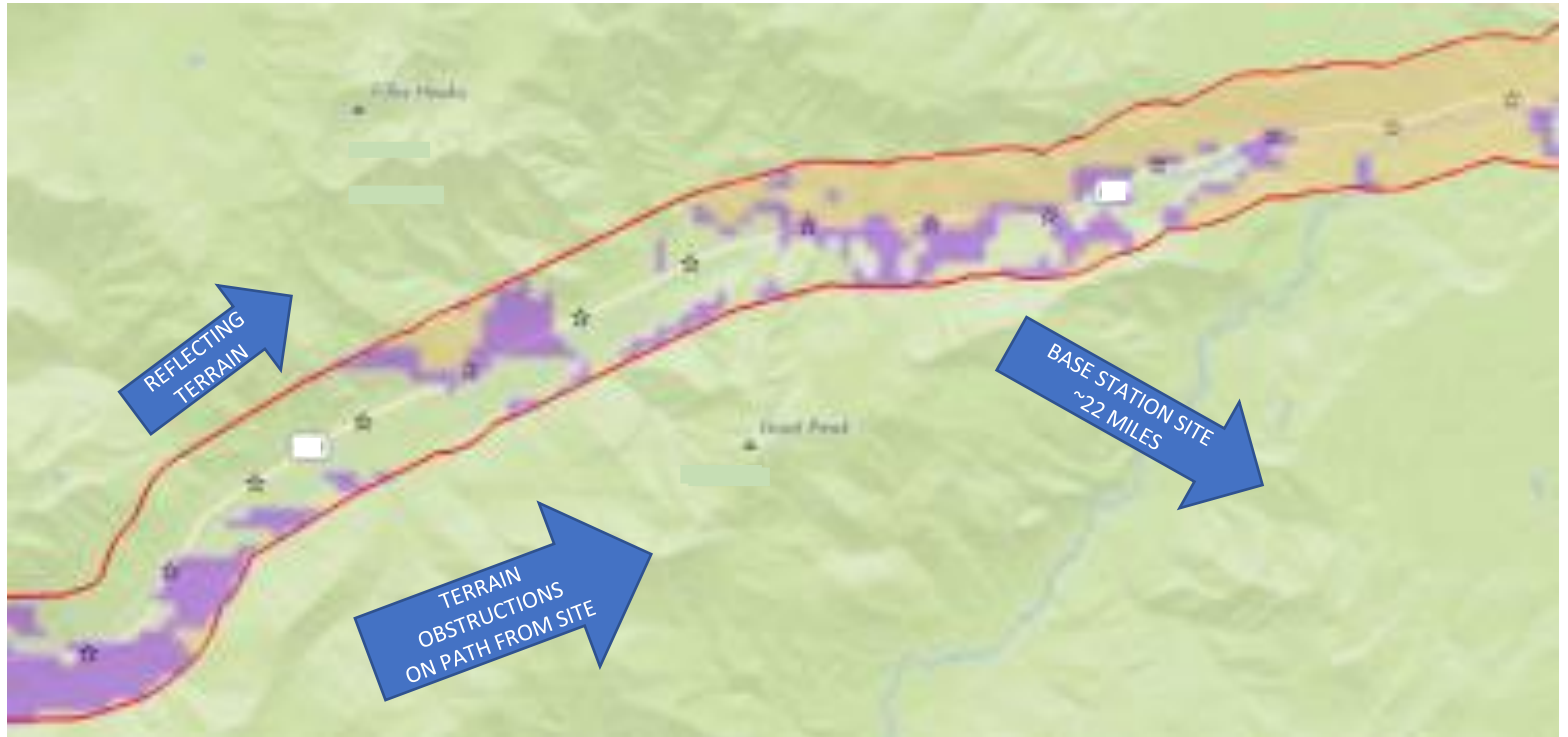 REFLECTING
TERRAIN
BASE STATION SITE
~22 MILES
TERRAIN
OBSTRUCTIONS
ON PATH FROM SITE